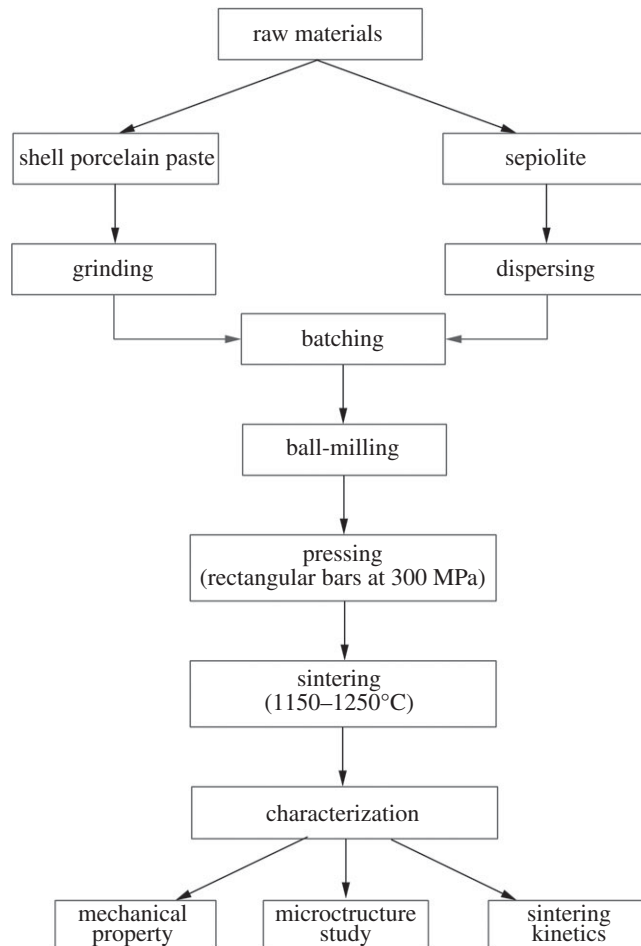 raw materials
shell porcelain paste
sepiolite
grinding
dispersing
batching
ball-milling
pressing
(rectangular bars at 300 MPa)
sintering
(1150–1250°C)
characterization
mechanical
property
microctructure
study
sintering
kinetics